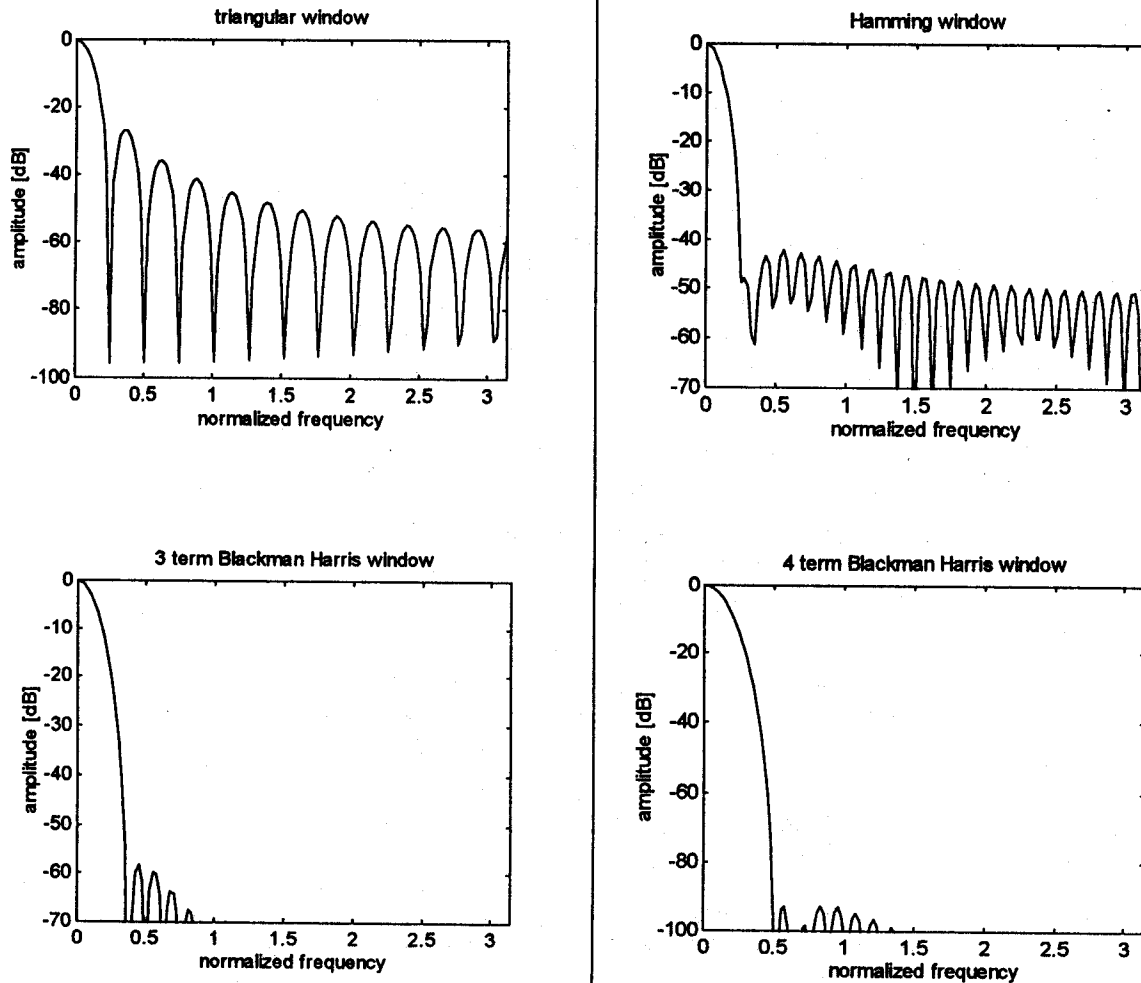 triangular window
0
-20
-40
-60
-80
-100
amplitude [dB]
0 0.5 1 1.5 2 2.5 3
normalized frequency
Hamming window
0
-10
-20
-30
-40
-50
-60
-70
amplitude [dB]
0 0.5 1 1.5 2 2.5 3
normalized frequency
3 term Blackman Harris window
0
-10
-20
-30
-40
-50
-60
-70
amplitude [dB]
0 0.5 1 1.5 2 2.5 3
normalized frequency
4 term Blackman Harris window
0
-20
-40
-60
-80
-100
amplitude [dB]
0 0.5 1 1.5 2 2.5 3
normalized frequency